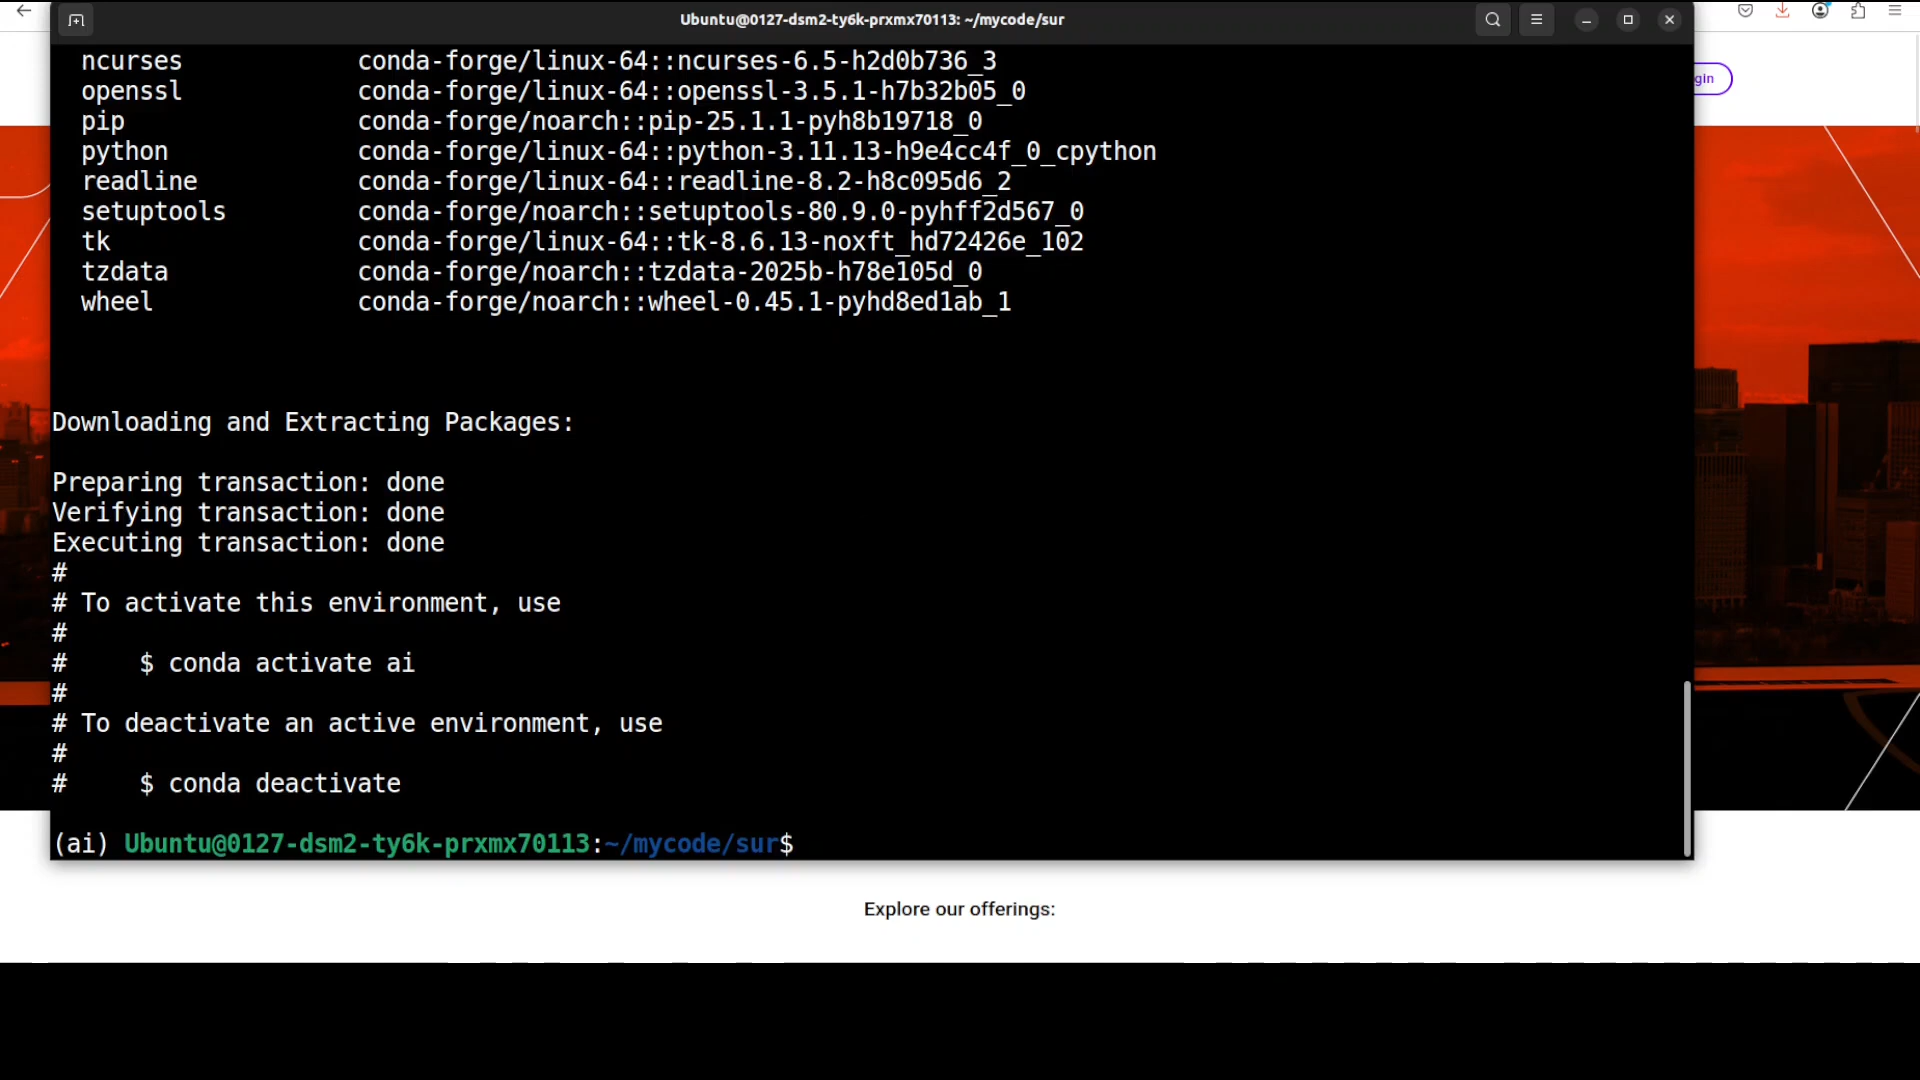 Ubuntu@0127-dsm2-ty6k-prxmx70113: ~/mycode/sur
gin
ncurses conda-forge/linux-64::ncurses-6.5-h2d0b736_3
openssl conda-forge/linux-64::openssl-3.5.1-h7b32b05_0
pip conda-forge/noarch::pip-25.1.1-pyh8b19718_0
python conda-forge/linux-64::python-3.11.13-h9e4cc4f_0_cpython
readline conda-forge/linux-64::readline-8.2-h8c095d6_2
setuptools conda-forge/noarch::setuptools-80.9.0-pyhff2d567_0
tk conda-forge/linux-64::tk-8.6.13-noxft_hd72426e_102
tzdata conda-forge/noarch::tzdata-2025b-h78e105d_0
wheel conda-forge/noarch::wheel-0.45.1-pyhd8ed1ab_1
Downloading and Extracting Packages:
Preparing transaction: done
Verifying transaction: done
Executing transaction: done
#
# To activate this environment, use
#
# $ conda activate ai
#
# To deactivate an active environment, use
#
# $ conda deactivate
(ai) Ubuntu@0127-dsm2-ty6k-prxmx70113:~/mycode/sur$
Explore our offerings: